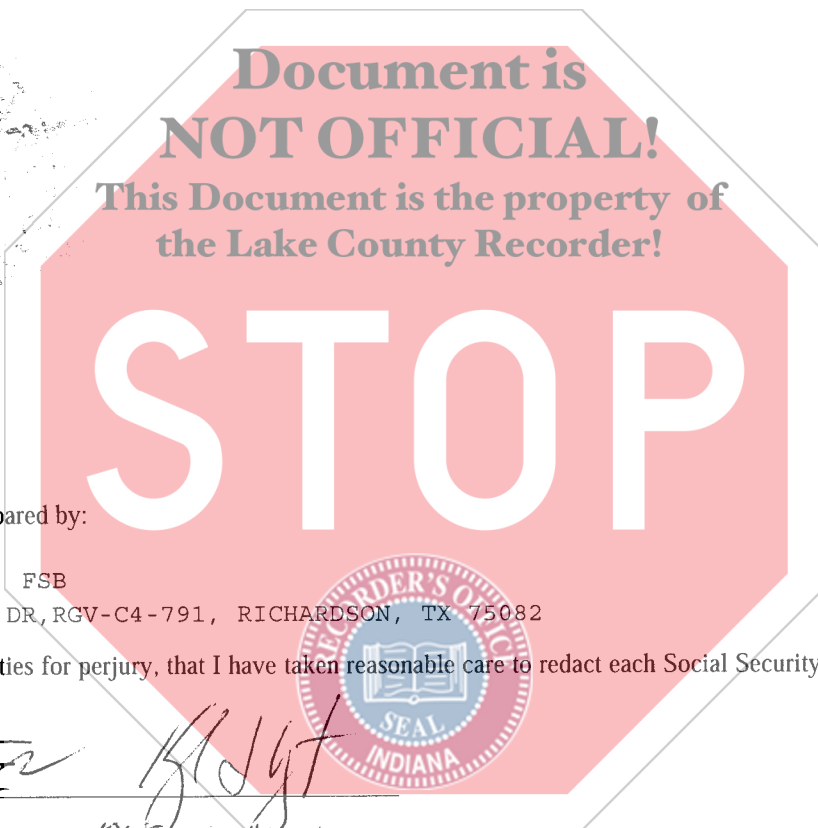 Document is
NOT OFFICIAL!
This Document is the property of
the Lake County Recorder!
STOP
pared by:
FSB
DR,RGV-C4-791, RICHARDSON, TX 75082
ties for perjury, that I have taken reasonable care to redact each Social Security
RECORDER'S OFFICE
SEAL
INDIANA